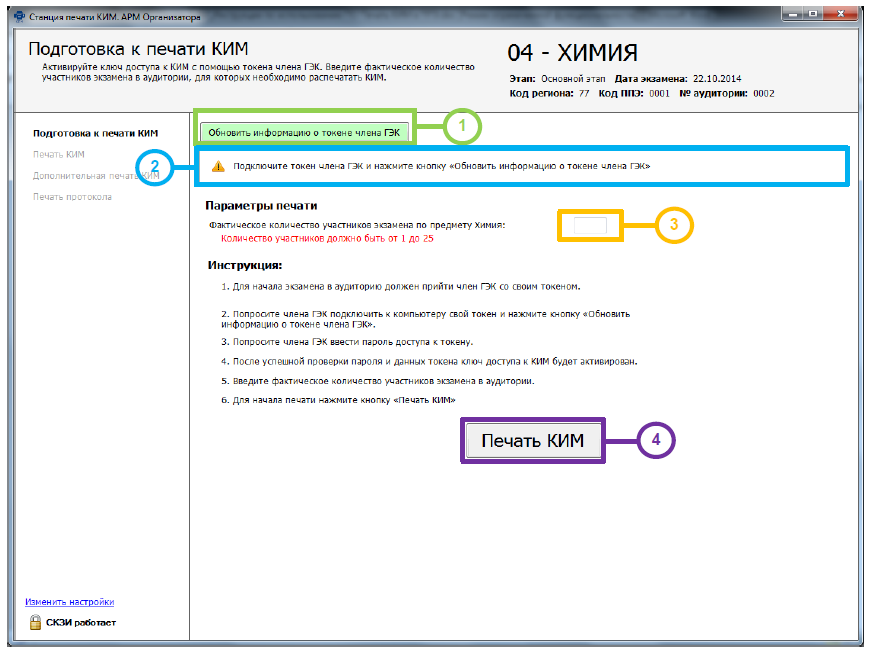 Станция печати КИМ. АРМ Организатора
Подготовка к печати КИМ
Активируйте ключ доступа к КИМ с помощью токена члена ГЭК. Введите фактическое количество
участников экзамена в аудитории, для которых необходимо распечатать КИМ.
04 - ХИМИЯ
Этап: Основной этап Дата экзамена: 22.10.2014
Код региона: 77 Код ППЭ: 0001 № аудитории: 0002
Подготовка к печати КИМ
Печать КИМ
Дополнительная печать КИМ
Печать протокола
Обновить информацию о токене члена ГЭК
1
2
Подключите токен члена ГЭК и нажмите кнопку «Обновить информацию о токене члена ГЭК»
Параметры печати
Фактическое количество участников экзамена по предмету Химия:
Количество участников должно быть от 1 до 25
3
Инструкция:
1. Для начала экзамена в аудиторию должен прийти член ГЭК со своим токеном.
2. Попросите члена ГЭК подключить к компьютеру свой токен и нажмите кнопку «Обновить
информацию о токене члена ГЭК».
3. Попросите члена ГЭК ввести пароль доступа к токену.
4. После успешной проверки пароля и данных токена ключ доступа к КИМ будет активирован.
5. Введите фактическое количество участников экзамена в аудитории.
6. Для начала печати нажмите кнопку «Печать КИМ»
Печать КИМ
4
Изменить настройки
СКЗИ работает